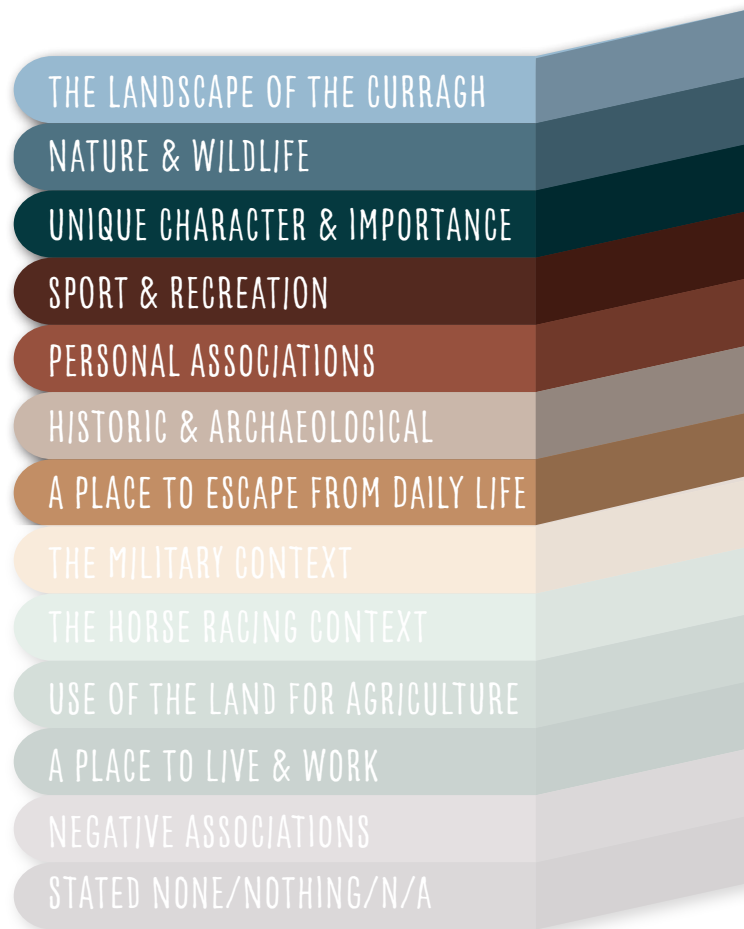 THE LANDSCAPE OF THE CURRAGH
NATURE & WILDLIFE
UNIQUE CHARACTER & IMPORTANCE
SPORT & RECREATION
PERSONAL ASSOCIATIONS
HISTORIC & ARCHAEOLOGICAL
A PLACE TO ESCAPE FROM DAILY LIFE
THE MILITARY CONTEXT
THE HORSE RACING CONTEXT
USE OF THE LAND FOR AGRICULTURE
A PLACE TO LIVE & WORK
NEGATIVE ASSOCIATIONS
STATED NONE/NOTHING/N/A